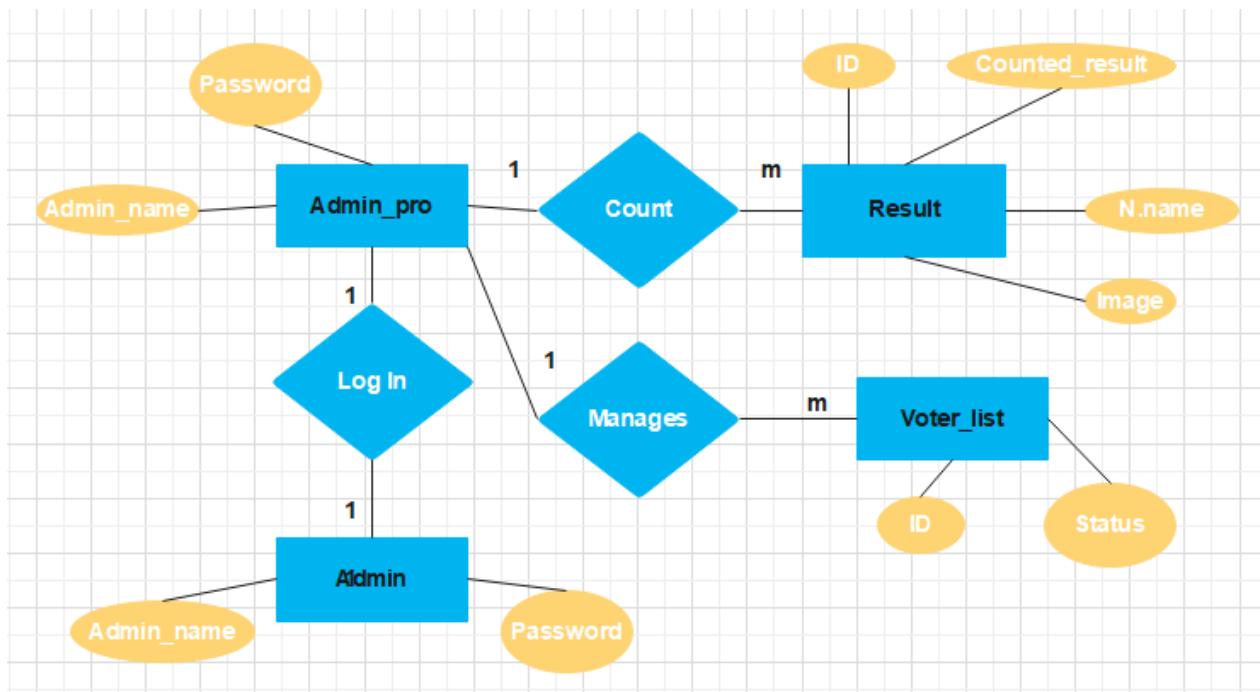 ID
Counted_result
Password
1
m
Admin_name
Admin_pro
Count
Result
N.name
1
Image
1
Log In
m
Manages
Voter_list
1
ID
Status
Admin
Admin_name
Password